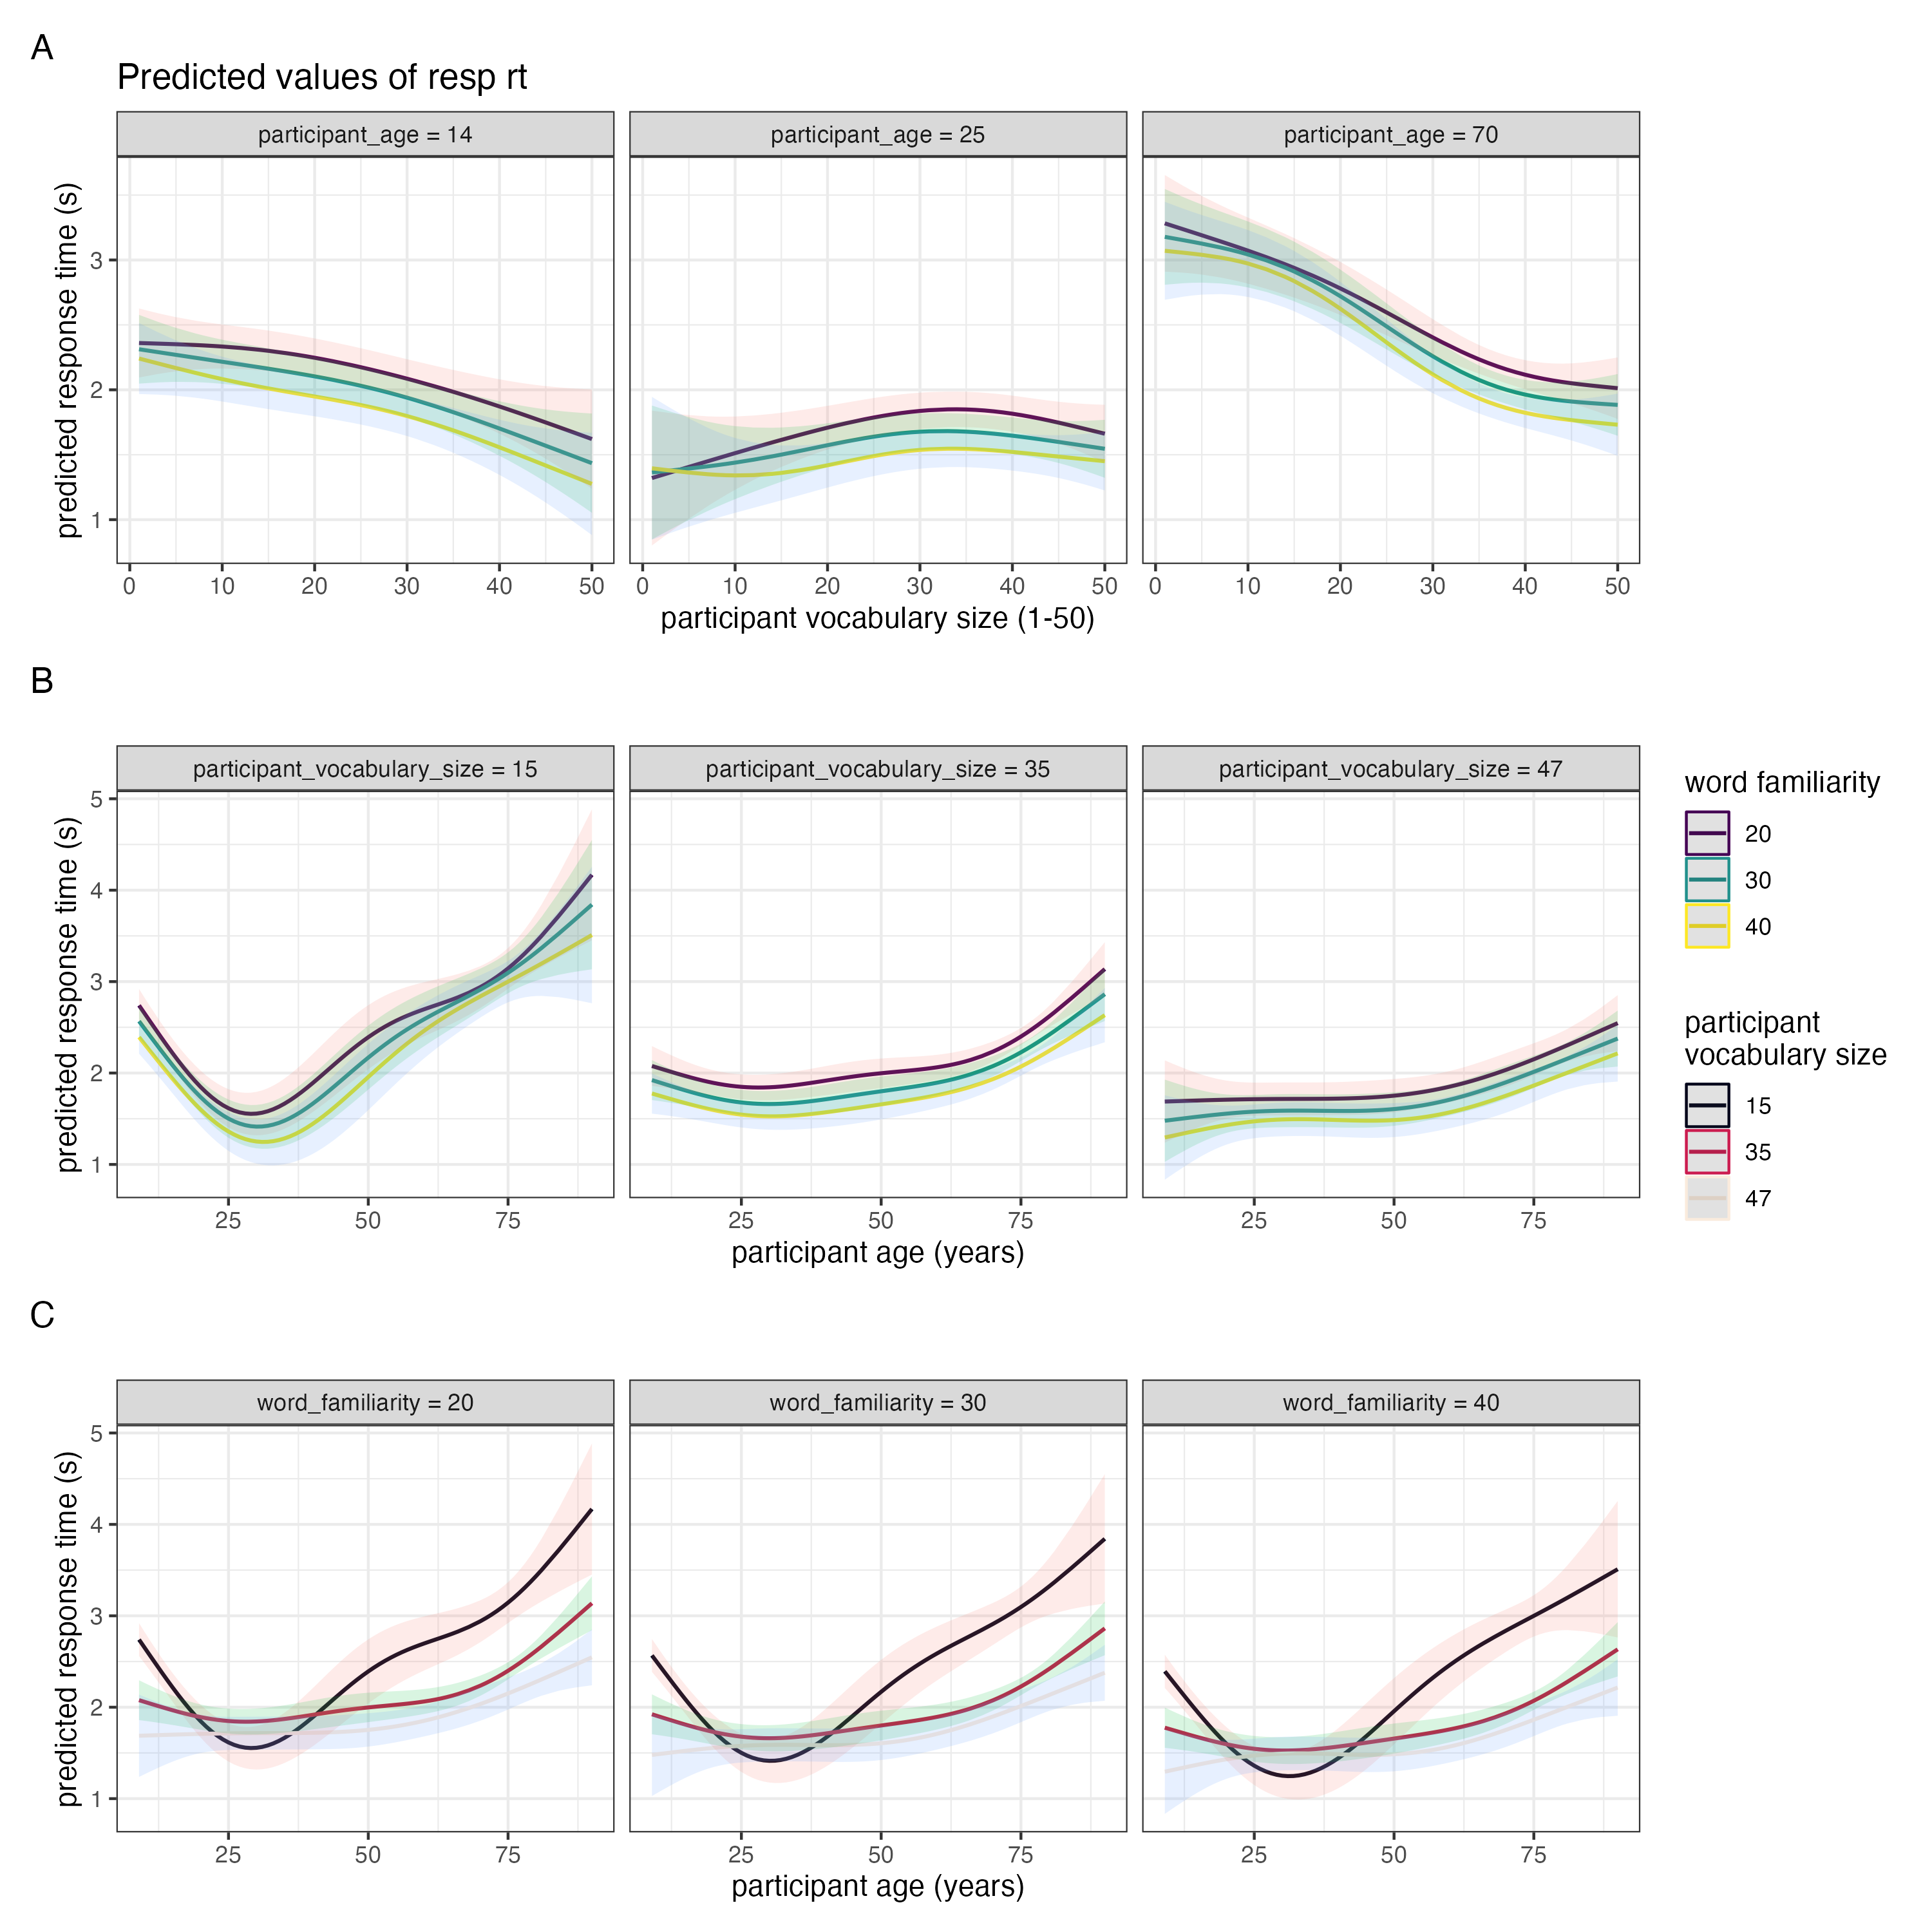 A
Predicted values of resp rt
participant_age = 14
participant_age = 25
participant_age = 70
predicted response time (s)
3
2
1
0 10 20 30 40 50
0 10 20 30 40 50
0 10 20 30 40 50
participant vocabulary size (1-50)
B
participant_vocabulary_size = 15
participant_vocabulary_size = 35
participant_vocabulary_size = 47
predicted response time (s)
5
4
3
2
1
25 50 75
25 50 75
25 50 75
participant age (years)
word familiarity
20
30
40
participant
vocabulary size
15
35
47
C
word_familiarity = 20
word_familiarity = 30
word_familiarity = 40
predicted response time (s)
5
4
3
2
1
25 50 75
25 50 75
25 50 75
participant age (years)